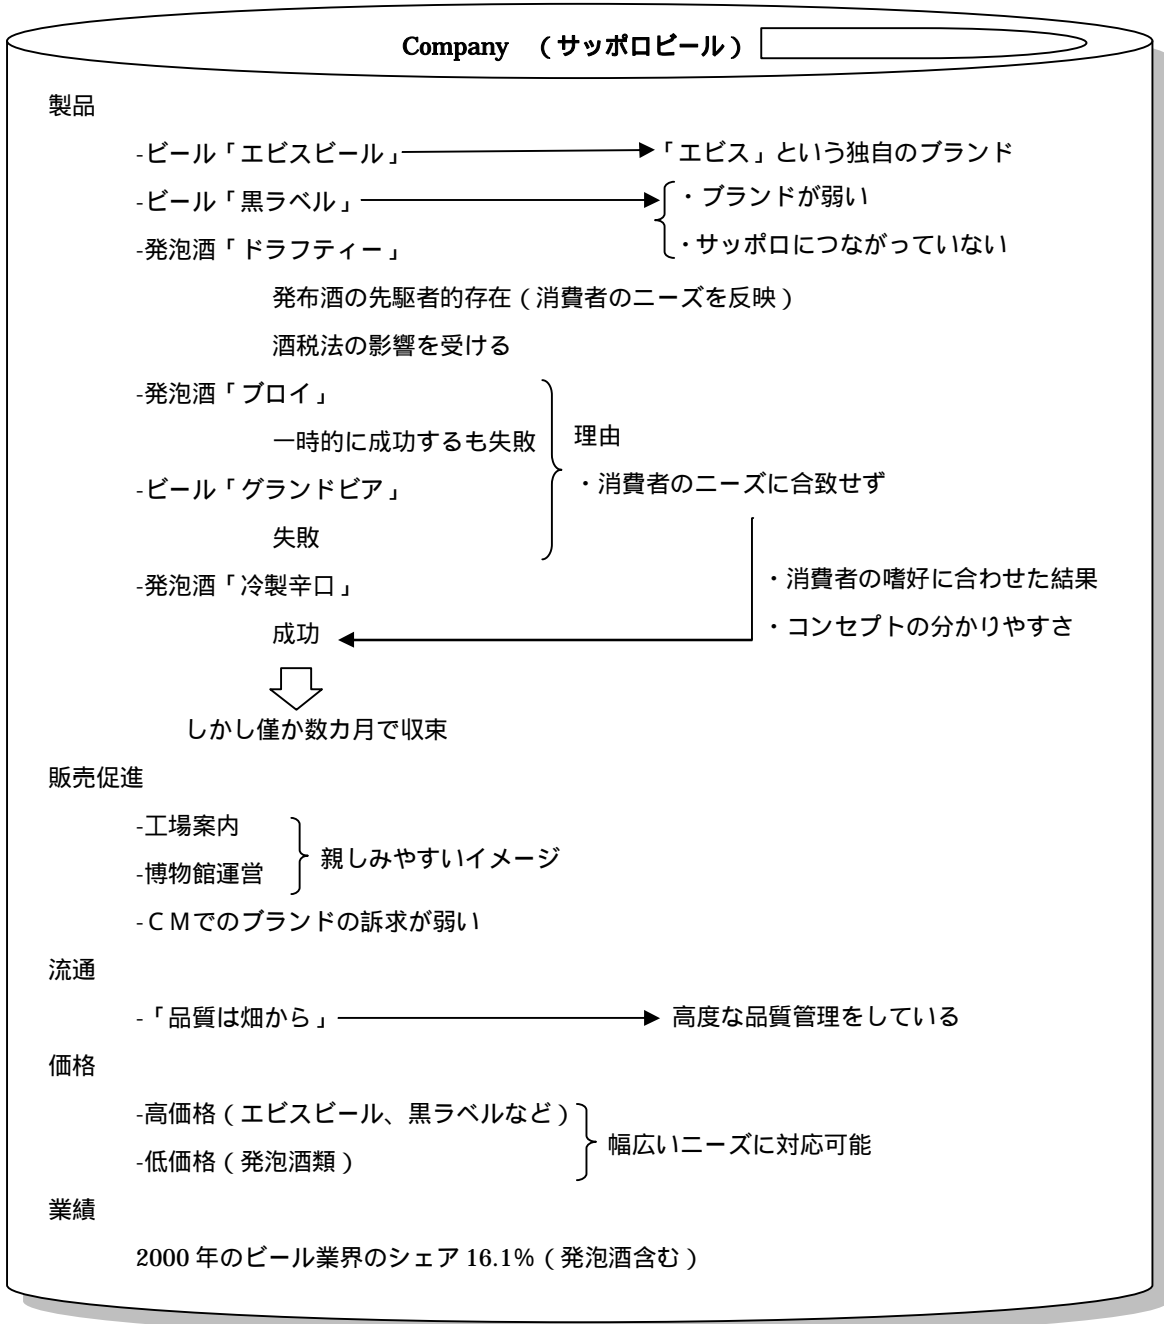 Company （サッポロビール）
製品
-ビール「エビスビール」 「エビス」という独自のブランド
-ビール「黒ラベル」 ・ブランドが弱い
-発泡酒「ドラフティー」 ・サッポロにつながっていない
発布酒の先駆者的存在（消費者のニーズを反映）
酒税法の影響を受ける
-発泡酒「ブロイ」
一時的に成功するも失敗 理由
-ビール「グランドビア」 ・消費者のニーズに合致せず
失敗
-発泡酒「冷製辛口」 ・消費者の嗜好に合わせた結果
成功 ・コンセプトの分かりやすさ
しかし僅か数カ月で収束
販売促進
-工場案内
-博物館運営 親しみやすいイメージ
-ＣＭでのブランドの訴求が弱い
流通
-「品質は畑から」 高度な品質管理をしている
価格
-高価格（エビスビール、黒ラベルなど）
-低価格（発泡酒類） 幅広いニーズに対応可能
業績
2000 年のビール業界のシェア 16.1%（発泡酒含む）